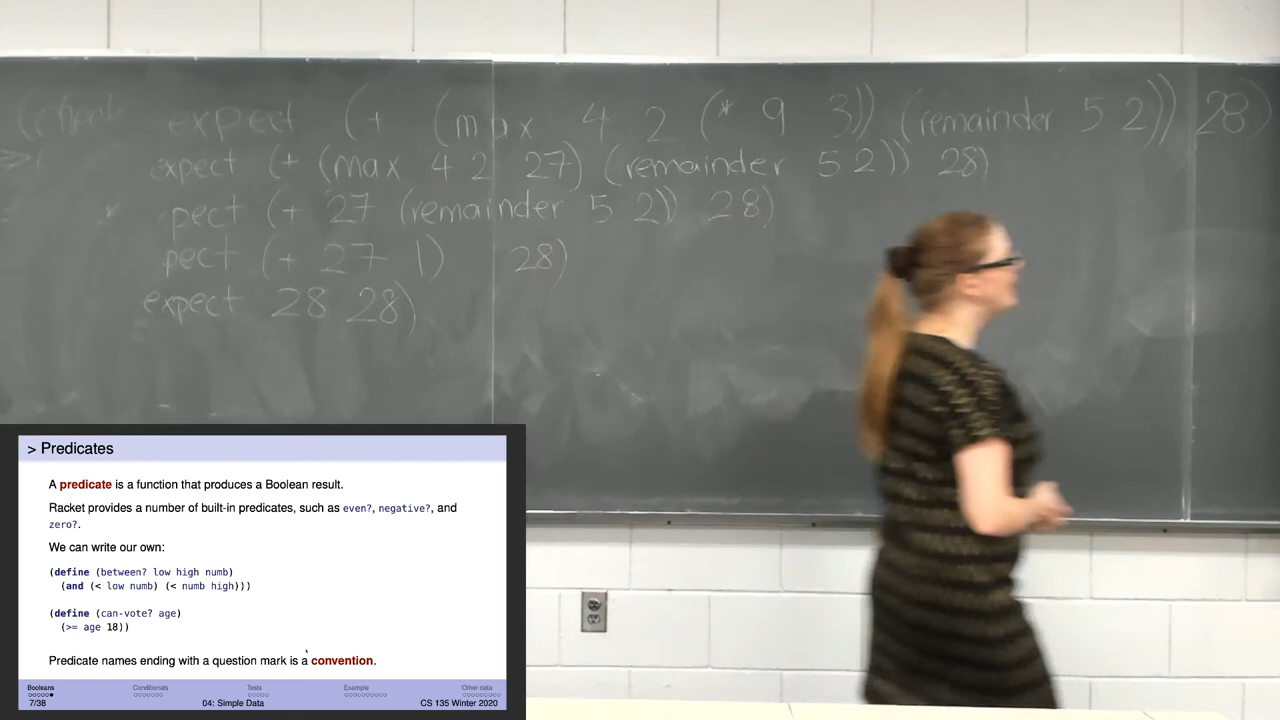 (check expect (+ (max 4 2 (* 9 3)) (remainder 5 2)) 28)
expect (+ (max 4 2 27) (remainder 5 2)) 28)
pect (+ 27 (remainder 5 2)) 28)
pect (+ 27 1) 28)
expect 28 28)
> Predicates
A predicate is a function that produces a Boolean result.
Racket provides a number of built-in predicates, such as even?, negative?, and
zero?.
We can write our own:
(define (between? low high numb)
(and (< low numb) (< numb high)))
(define (can-vote? age)
(>= age 18))
Predicate names ending with a question mark is a convention.
Booleans Conditionals Tests Example Other data
7/38 04: Simple Data CS 135 Winter 2020